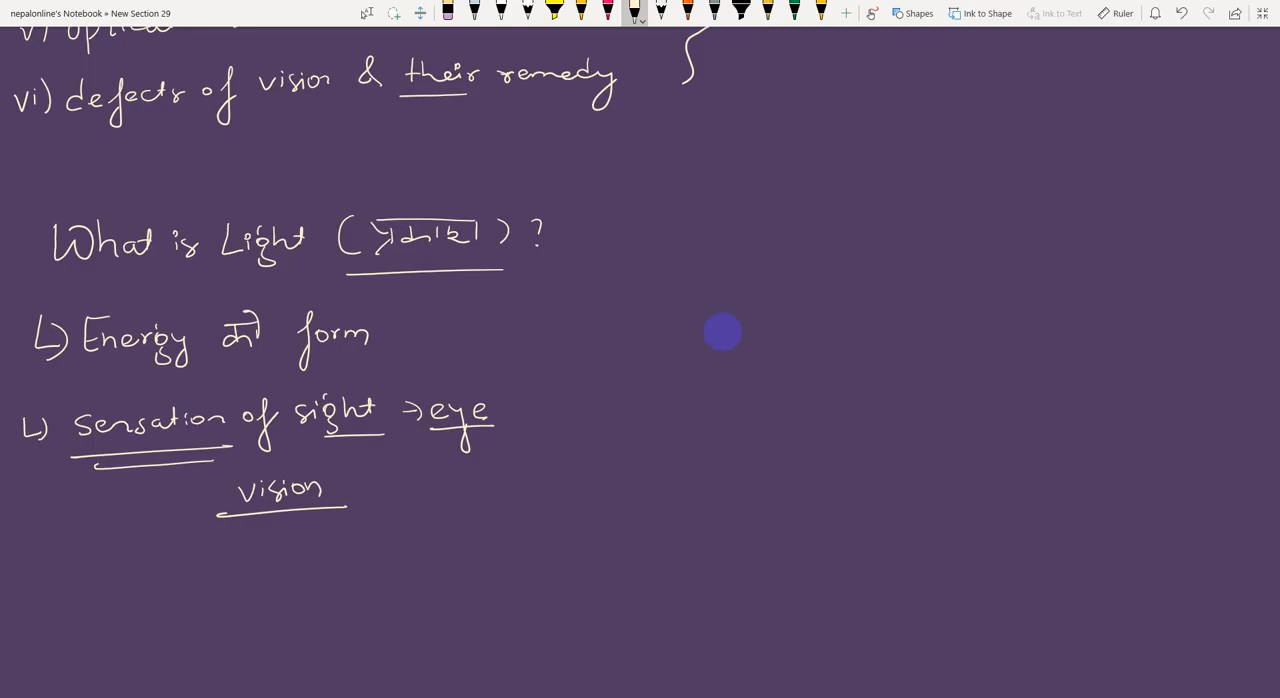 nepalonline's Notebook » New Section 29
Shapes Ink to Shape Ink to Text Ruler
v) optical
vi) defects of vision & their remedy
What is Light (प्रकाश) ?
Energy को form
Sensation of sight → eye
vision